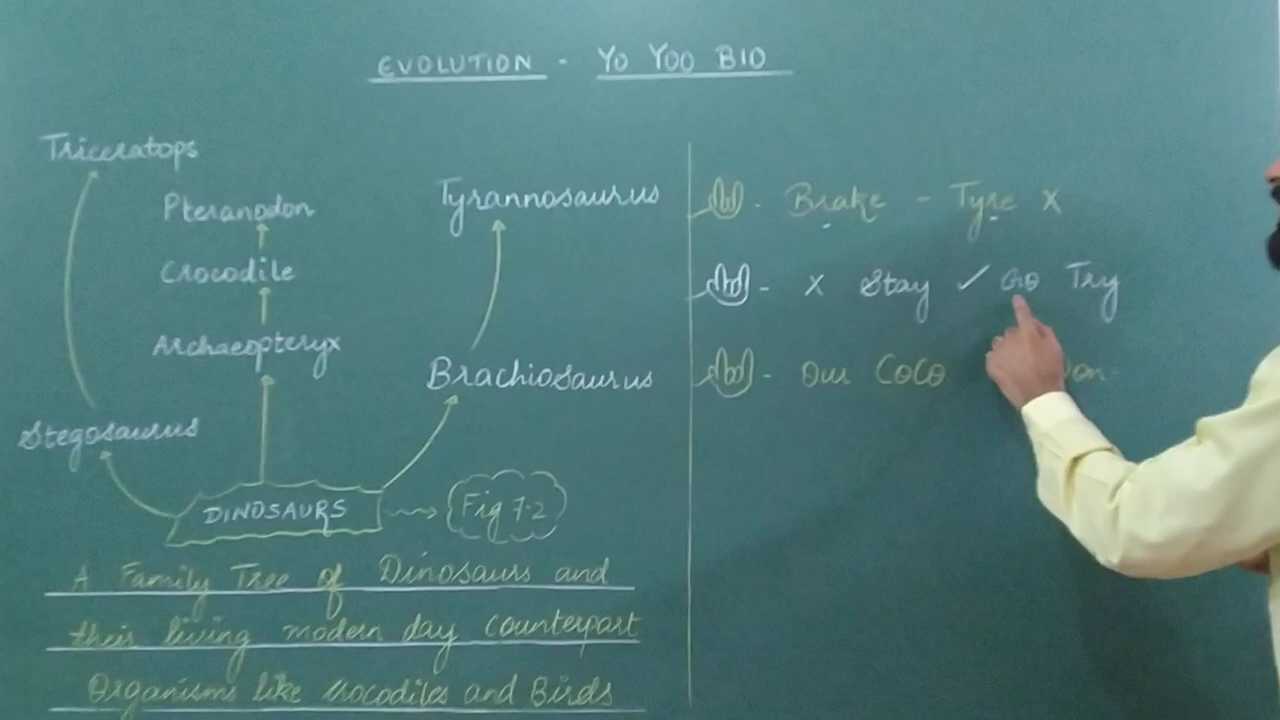 EVOLUTION - YO YOO BIO
Triceratops
Pteranodon
Crocodile
Archaeopteryx
Stegosaurus
Tyrannosaurus
Brachiosaurus
DINOSAURS
Fig 7.2
A Family Tree of Dinosaurs and
their living modern day counterpart
Organisms like crocodiles and Birds
- Brake - Tyre X
- X Stay ✓ Go Try
- Our CoCo